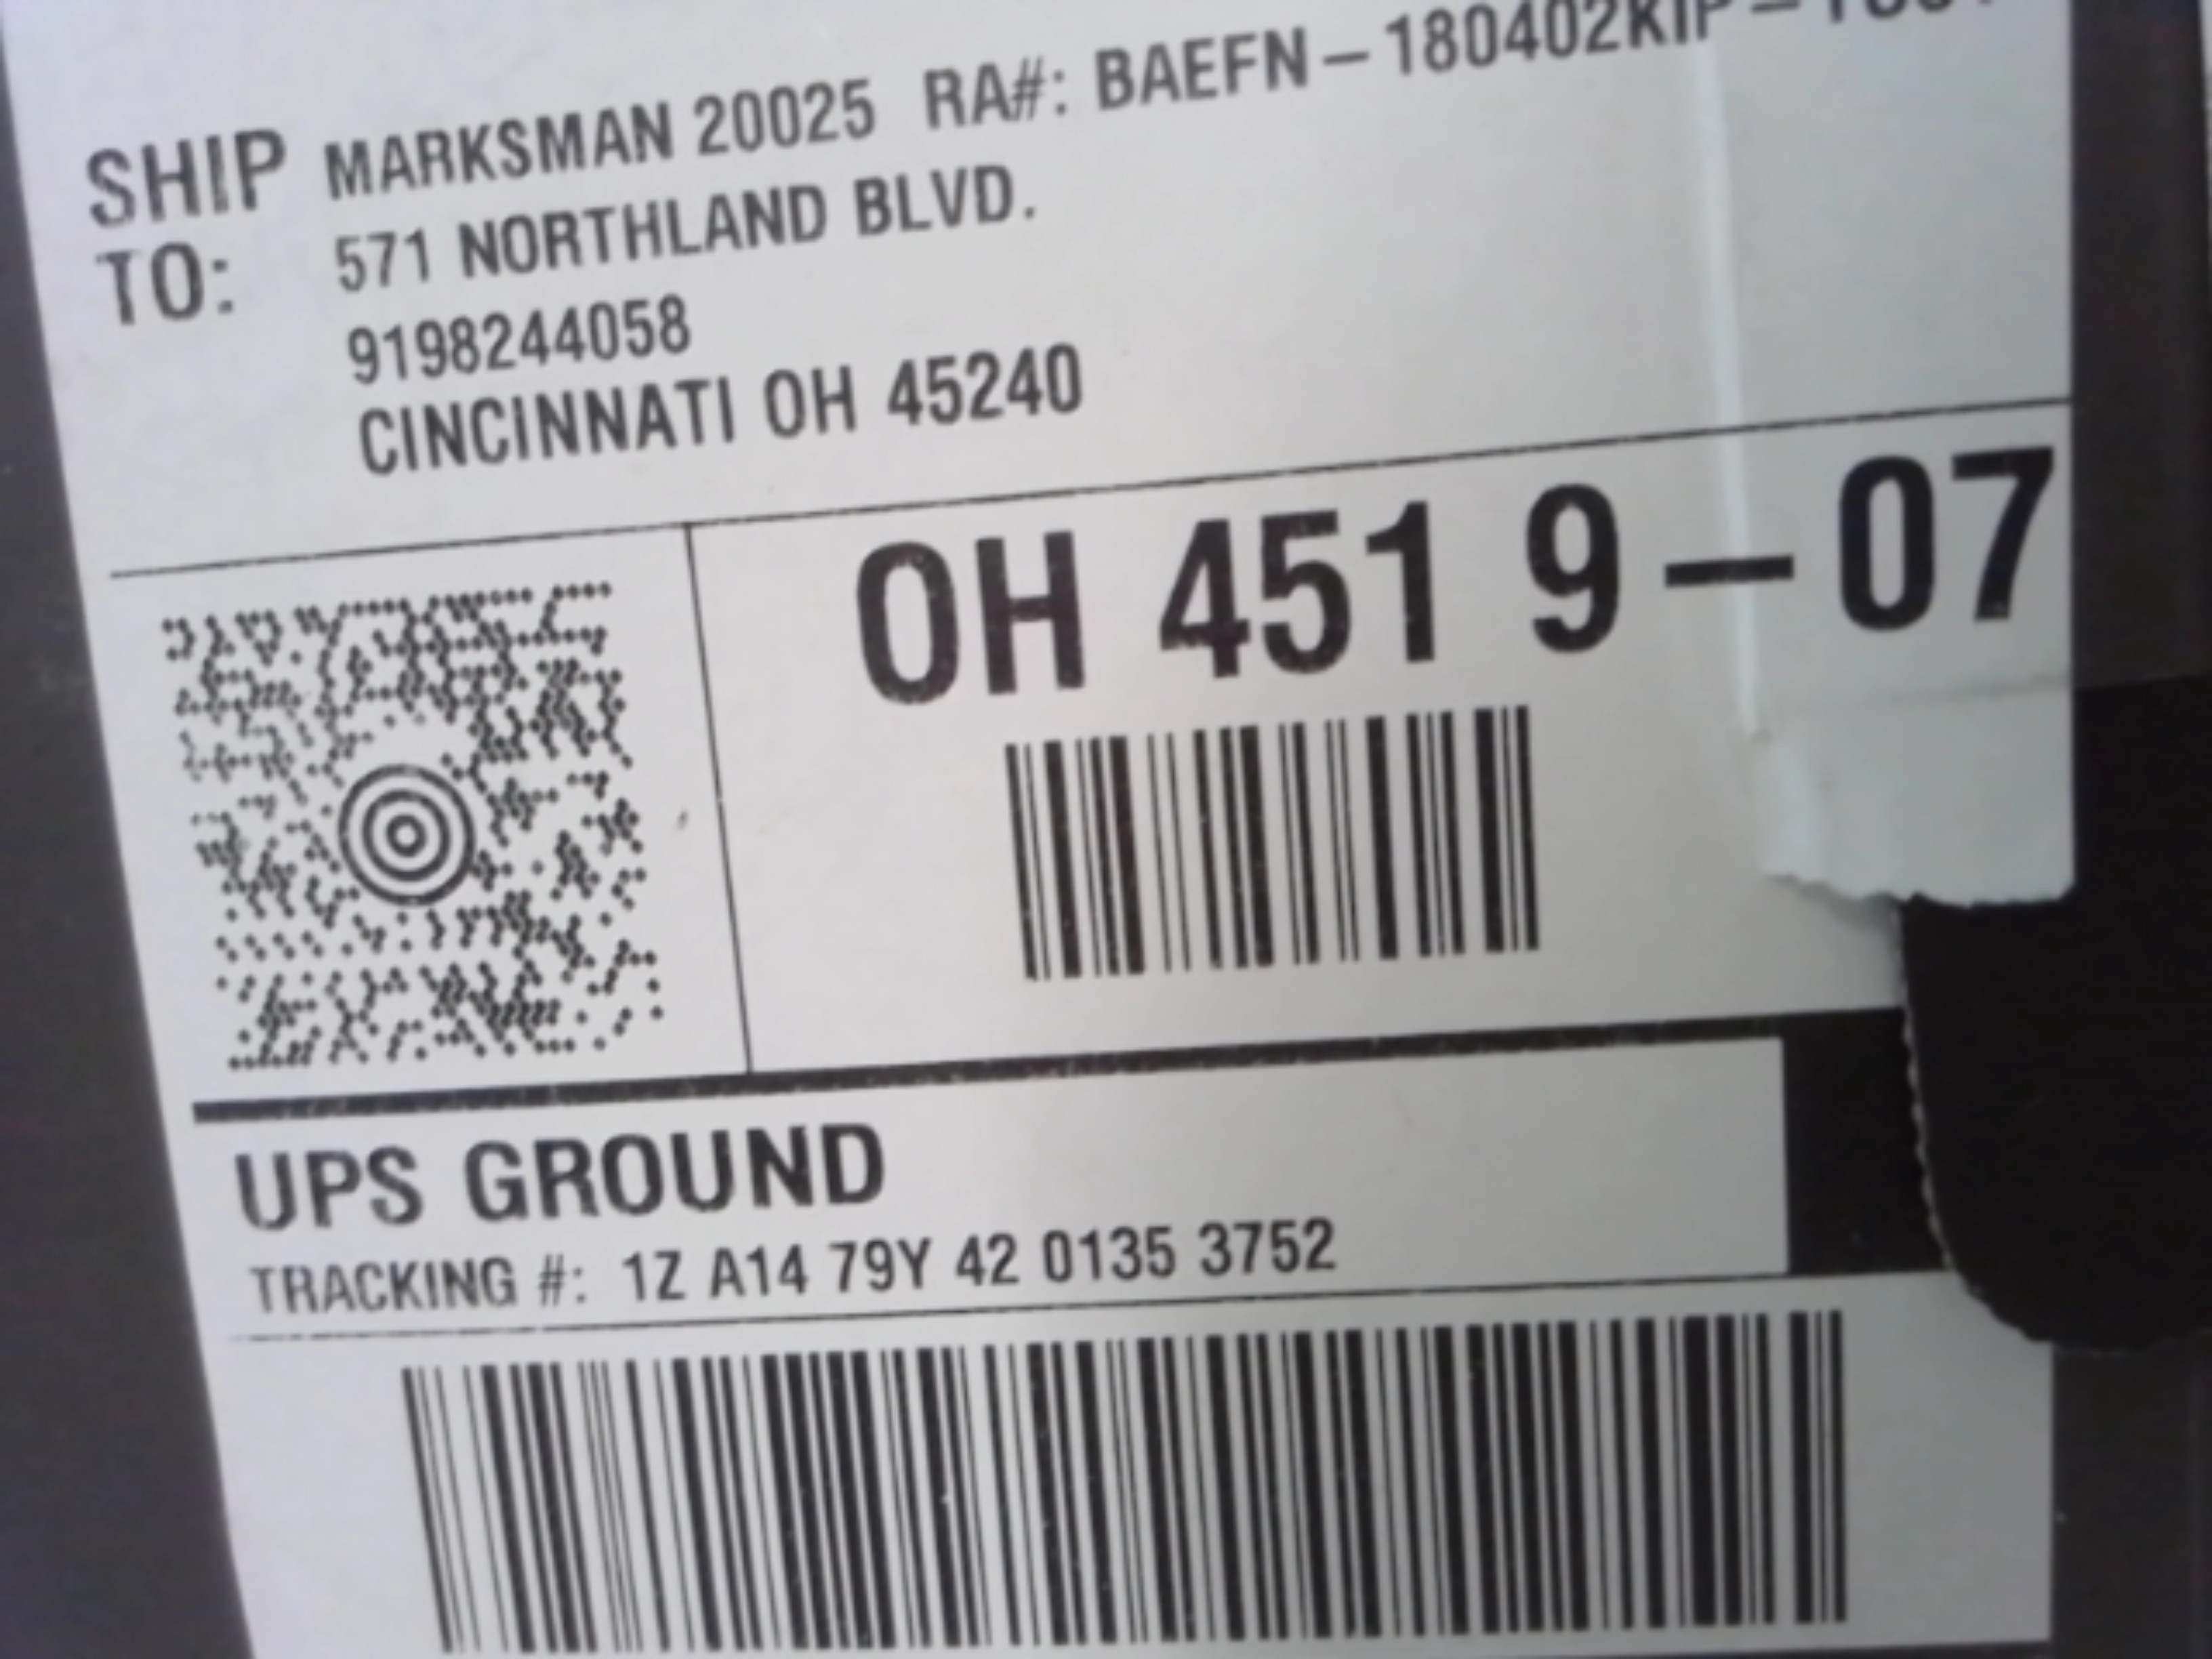 SHIP TO: MARKSMAN 20025 RA#: BAEFN-180402KIP-
571 NORTHLAND BLVD.
9198244058
CINCINNATI OH 45240
OH 451 9-07
UPS GROUND
TRACKING #: 1Z A14 79Y 42 0135 3752